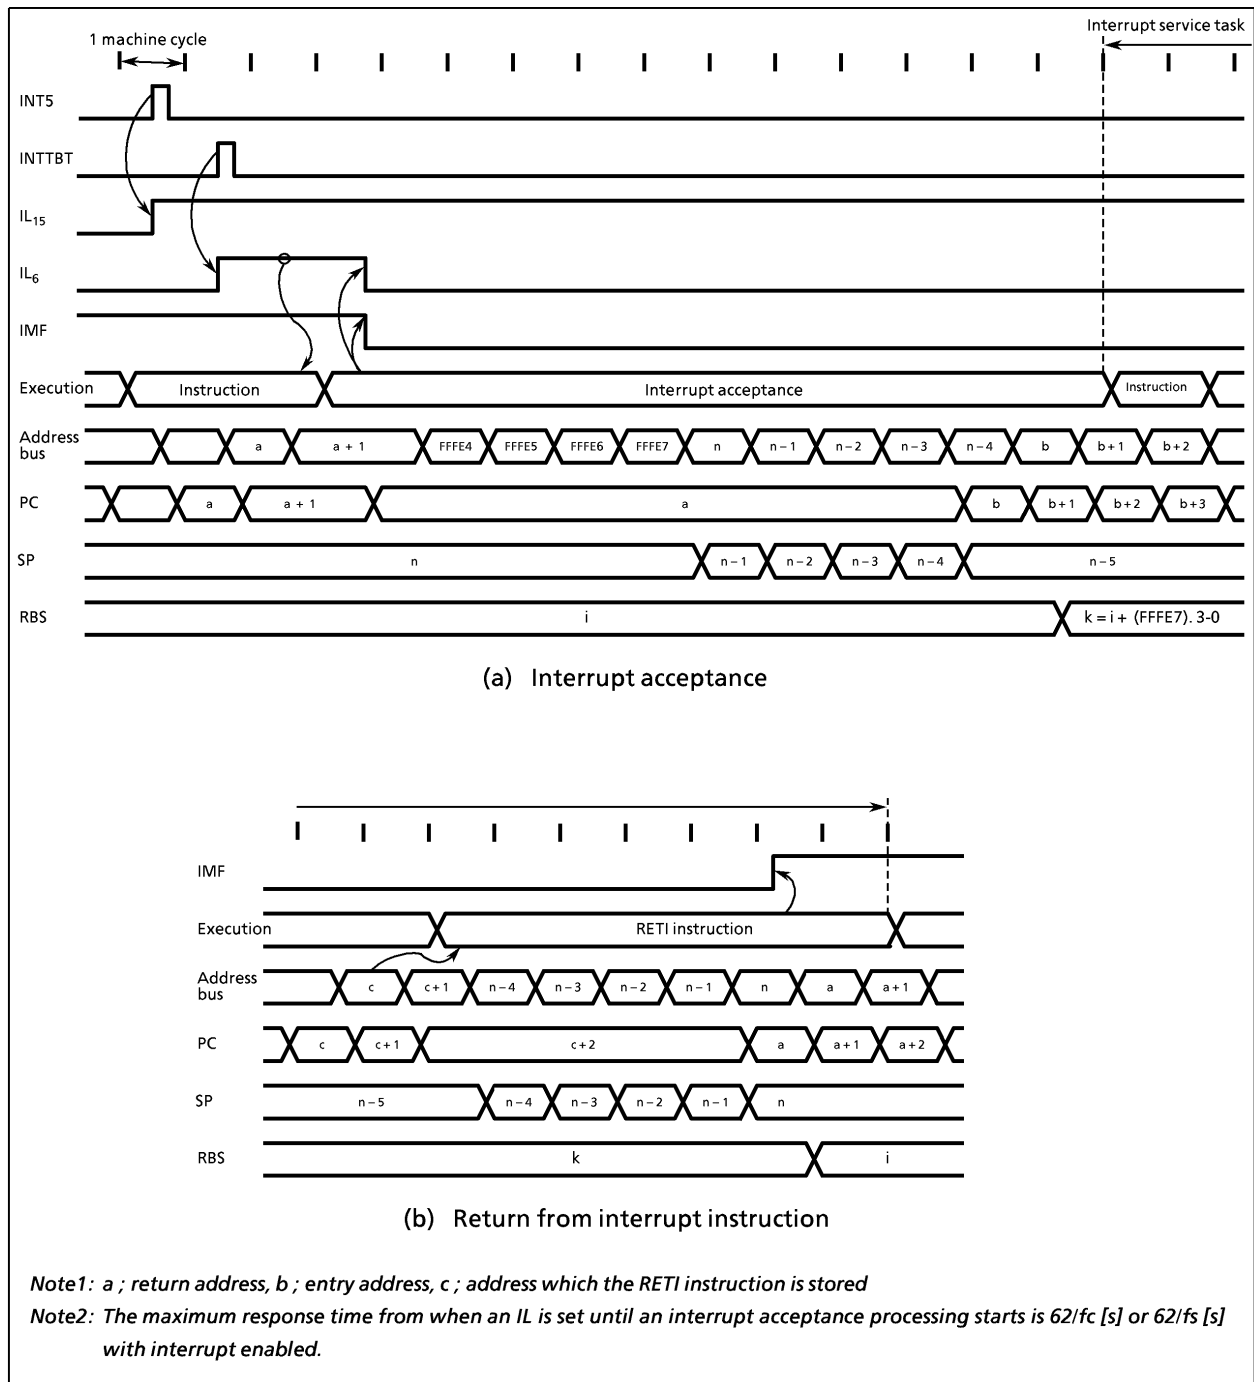 Interrupt service task
1 machine cycle
INT5
INTTBT
IL15
IL6
IMF
Execution Instruction Interrupt acceptance Instruction
Address bus a a + 1 FFFE4 FFFE5 FFFE6 FFFE7 n n – 1 n – 2 n – 3 n – 4 b b + 1 b + 2
PC a a + 1 a b b + 1 b + 2 b + 3
SP n n – 1 n – 2 n – 3 n – 4 n – 5
RBS i k = i + (FFFE7). 3-0
(a) Interrupt acceptance
IMF
Execution RETI instruction
Address bus c c + 1 n – 4 n – 3 n – 2 n – 1 n a a + 1
PC c c + 1 c + 2 a a + 1 a + 2
SP n – 5 n – 4 n – 3 n – 2 n – 1 n
RBS k i
(b) Return from interrupt instruction
Note1: a ; return address, b ; entry address, c ; address which the RETI instruction is stored
Note2: The maximum response time from when an IL is set until an interrupt acceptance processing starts is 62/fc [s] or 62/fs [s]
with interrupt enabled.